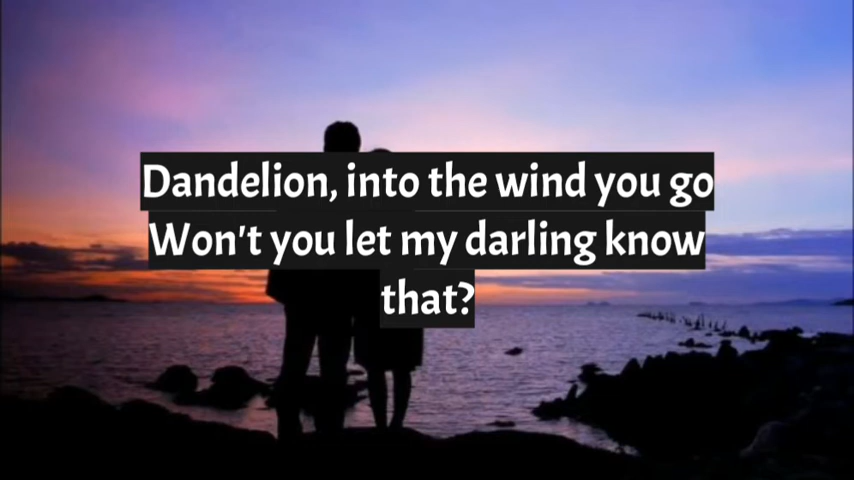 Dandelion, into the wind you go
Won't you let my darling know
that?